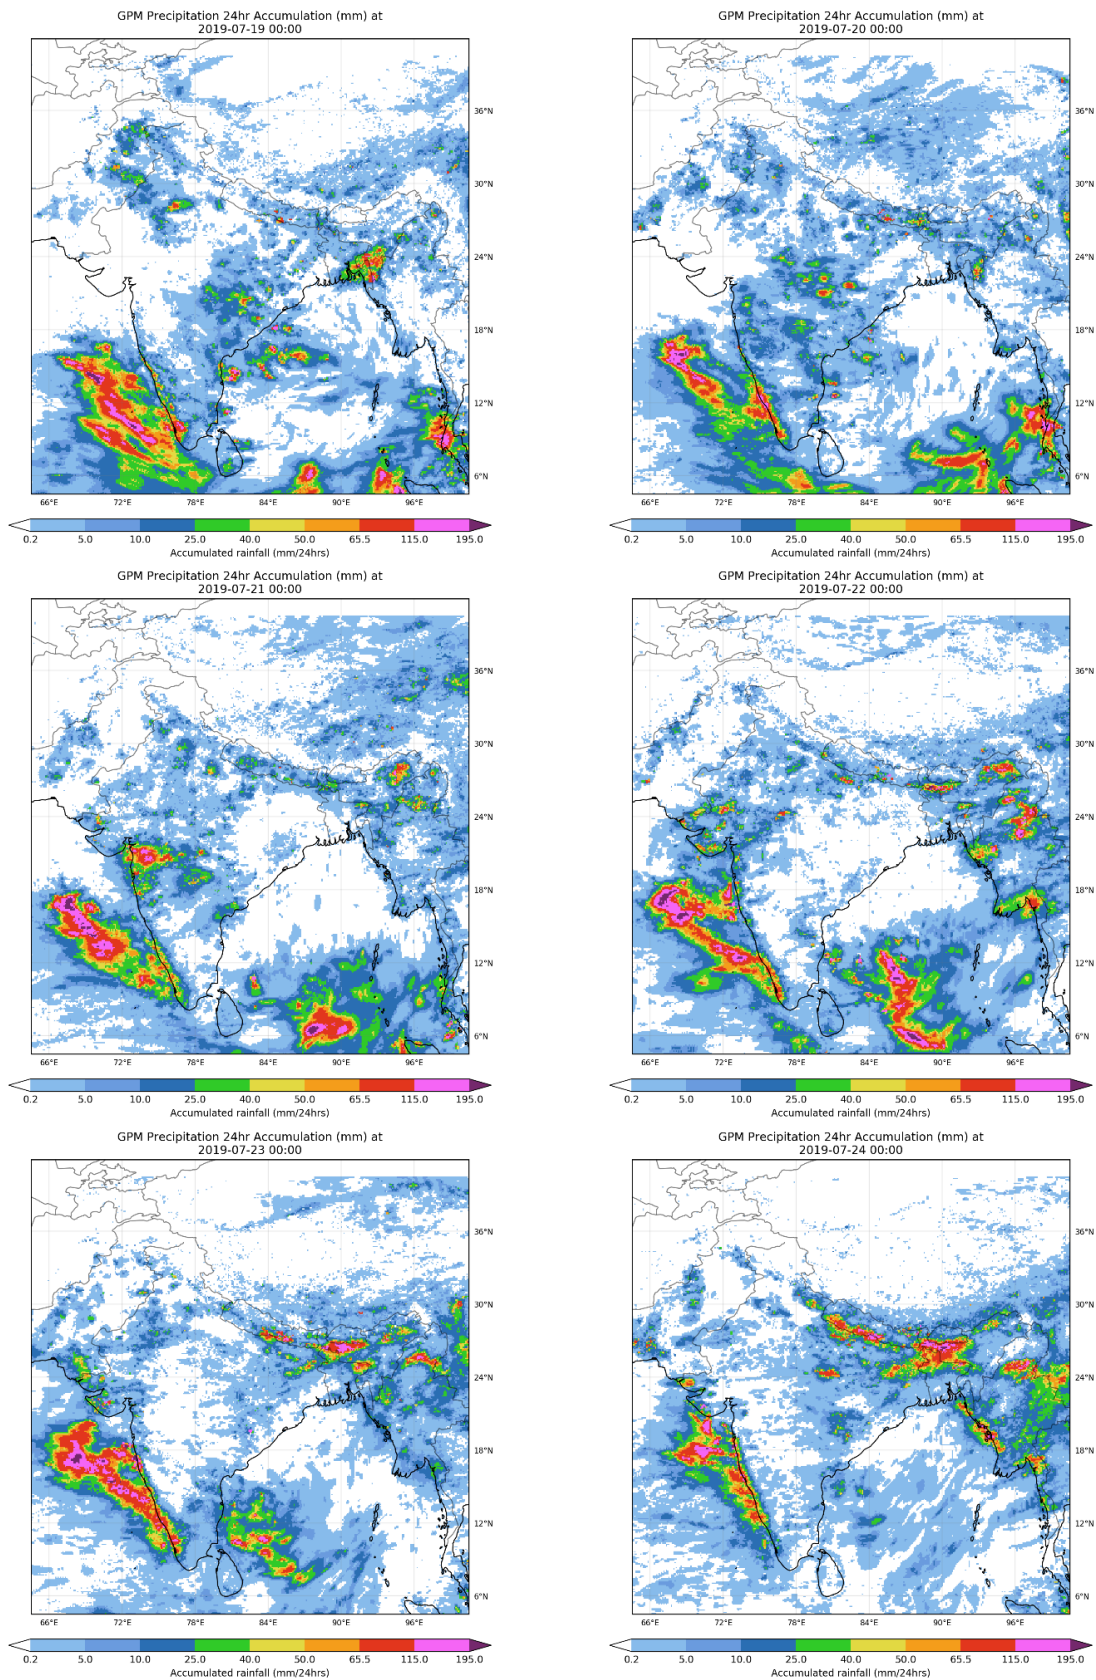 GPM Precipitation 24hr Accumulation (mm) at
2019-07-19 00:00
36°N
30°N
24°N
18°N
12°N
6°N
66°E 72°E 78°E 84°E 90°E 96°E
0.2 5.0 10.0 25.0 40.0 50.0 65.5 115.0 195.0
Accumulated rainfall (mm/24hrs)
GPM Precipitation 24hr Accumulation (mm) at
2019-07-20 00:00
36°N
30°N
24°N
18°N
12°N
6°N
66°E 72°E 78°E 84°E 90°E 96°E
0.2 5.0 10.0 25.0 40.0 50.0 65.5 115.0 195.0
Accumulated rainfall (mm/24hrs)
GPM Precipitation 24hr Accumulation (mm) at
2019-07-21 00:00
36°N
30°N
24°N
18°N
12°N
6°N
66°E 72°E 78°E 84°E 90°E 96°E
0.2 5.0 10.0 25.0 40.0 50.0 65.5 115.0 195.0
Accumulated rainfall (mm/24hrs)
GPM Precipitation 24hr Accumulation (mm) at
2019-07-22 00:00
36°N
30°N
24°N
18°N
12°N
6°N
66°E 72°E 78°E 84°E 90°E 96°E
0.2 5.0 10.0 25.0 40.0 50.0 65.5 115.0 195.0
Accumulated rainfall (mm/24hrs)
GPM Precipitation 24hr Accumulation (mm) at
2019-07-23 00:00
36°N
30°N
24°N
18°N
12°N
6°N
66°E 72°E 78°E 84°E 90°E 96°E
0.2 5.0 10.0 25.0 40.0 50.0 65.5 115.0 195.0
Accumulated rainfall (mm/24hrs)
GPM Precipitation 24hr Accumulation (mm) at
2019-07-24 00:00
36°N
30°N
24°N
18°N
12°N
6°N
66°E 72°E 78°E 84°E 90°E 96°E
0.2 5.0 10.0 25.0 40.0 50.0 65.5 115.0 195.0
Accumulated rainfall (mm/24hrs)